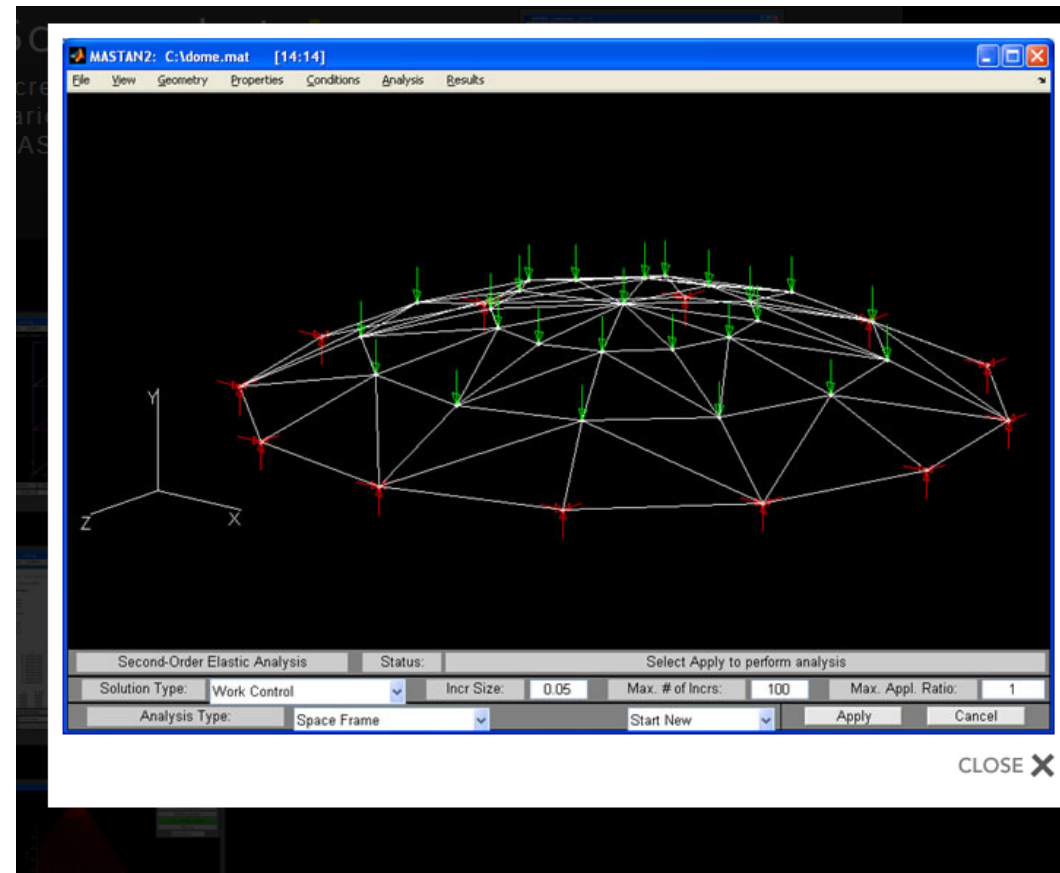 MASTAN2: C:\dome.mat [14:14]
File View Geometry Properties Conditions Analysis Results
Y
Z
X
Second-Order Elastic Analysis Status: Select Apply to perform analysis
Solution Type: Work Control Incr Size: 0.05 Max. # of Incrs: 100 Max. Appl. Ratio: 1
Analysis Type: Space Frame Start New Apply Cancel
CLOSE